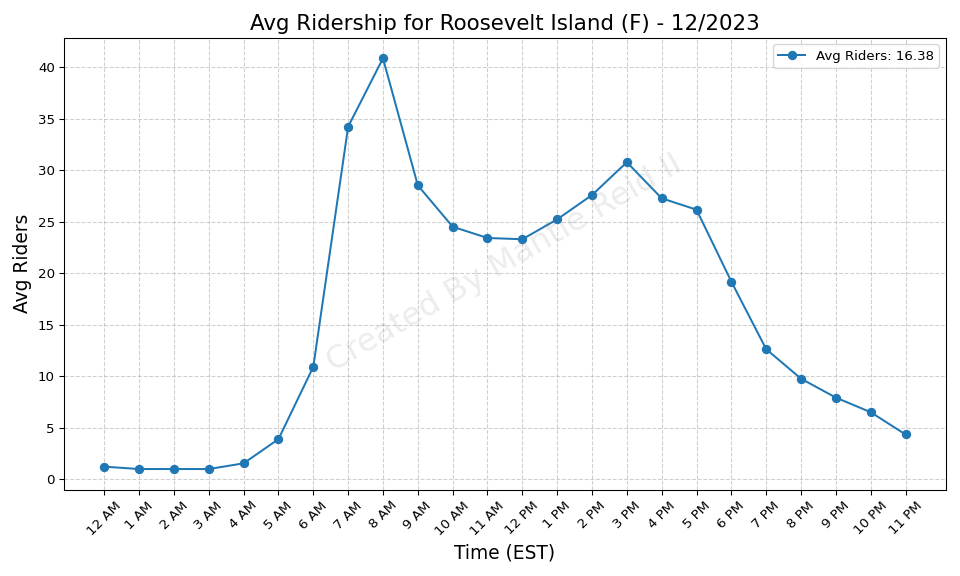 Avg Ridership for Roosevelt Island (F) - 12/2023
Avg Riders: 16.38
Avg Riders
40
35
30
25
20
15
10
5
0
Created By Mantie Reid II
12 AM
1 AM
2 AM
3 AM
4 AM
5 AM
6 AM
7 AM
8 AM
9 AM
10 AM
11 AM
12 PM
1 PM
2 PM
3 PM
4 PM
5 PM
6 PM
7 PM
8 PM
9 PM
10 PM
11 PM
Time (EST)